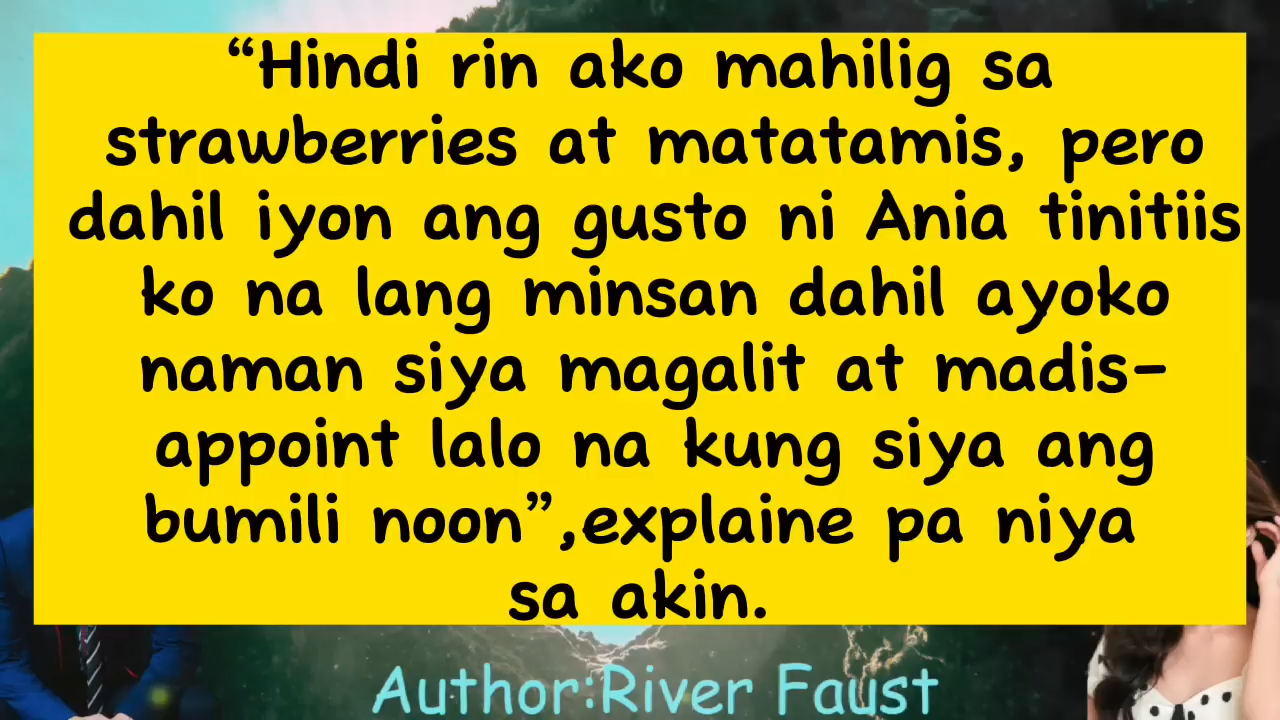 “Hindi rin ako mahilig sa
strawberries at matatamis, pero
dahil iyon ang gusto ni Ania tinitiis
ko na lang minsan dahil ayoko
naman siya magalit at madis-
appoint lalo na kung siya ang
bumili noon”,explaine pa niya
sa akin.
Author:River Faust